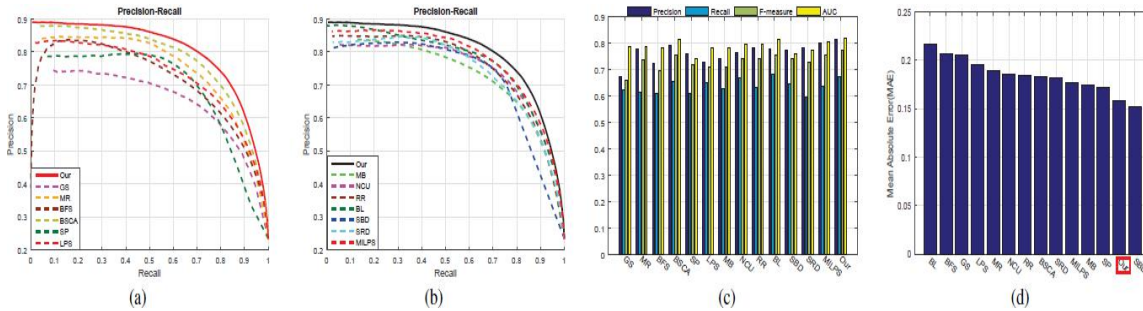 Precision-Recall
Precision
0.9
0.8
0.7
0.6
0.5
0.4
0.3
0.2
0 0.1 0.2 0.3 0.4 0.5 0.6 0.7 0.8 0.9 1
Recall
Our
GS
MR
BFS
BSCA
SP
LPS
(a)
Precision-Recall
Precision
0.9
0.8
0.7
0.6
0.5
0.4
0.3
0.2
0 0.1 0.2 0.3 0.4 0.5 0.6 0.7 0.8 0.9 1
Recall
Our
MB
NCU
RR
BL
SBD
SRD
MILPS
(b)
Precision Recall F-measure AUC
0.9
0.8
0.7
0.6
0.5
0.4
0.3
0.2
0.1
0
GS MR BFS BSCA SP LPS MB NCU RR BL SBD SRD MILPS Our
(c)
Mean Absolute Error(MAE)
0.25
0.2
0.15
0.1
0.05
0
BL BFS GS LPS MR NCU RR BSCA SRD MILPS MB SP Our
(d)